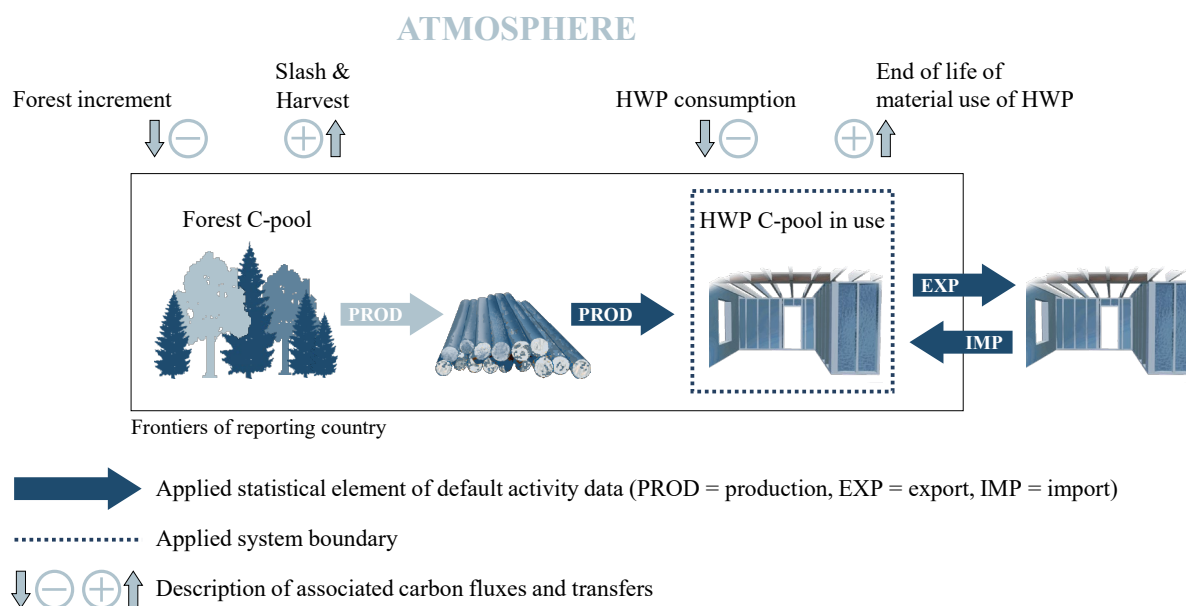 ATMOSPHERE
Forest increment
Slash &
Harvest
HWP consumption
End of life of
material use of HWP
Forest C-pool
HWP C-pool in use
PROD
PROD
EXP
IMP
Frontiers of reporting country
Applied statistical element of default activity data (PROD = production, EXP = export, IMP = import)
Applied system boundary
Description of associated carbon fluxes and transfers